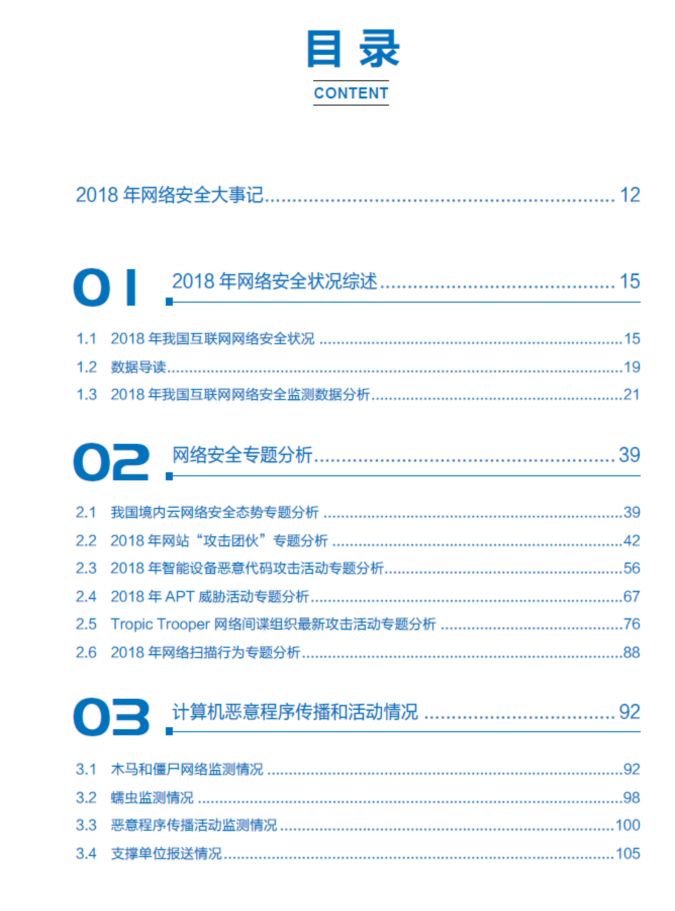 目 录
CONTENT
2018 年网络安全大事记............................................................ 12
01 2018 年网络安全状况综述........................................ 15
1.1 2018 年我国互联网网络安全状况 ........................................15
1.2 数据导读........................................19
1.3 2018 年我国互联网网络安全监测数据分析........................................21
02 网络安全专题分析........................................ 39
2.1 我国境内云网络安全态势专题分析 ........................................39
2.2 2018 年网站“攻击团伙”专题分析 ........................................42
2.3 2018 年智能设备恶意代码攻击活动专题分析........................................56
2.4 2018 年 APT 威胁活动专题分析........................................67
2.5 Tropic Trooper 网络间谍组织最新攻击活动专题分析 ........................................76
2.6 2018 年网络扫描行为专题分析........................................88
03 计算机恶意程序传播和活动情况 ........................................ 92
3.1 木马和僵尸网络监测情况 ........................................92
3.2 蠕虫监测情况 ........................................98
3.3 恶意程序传播活动监测情况........................................100
3.4 支撑单位报送情况........................................105